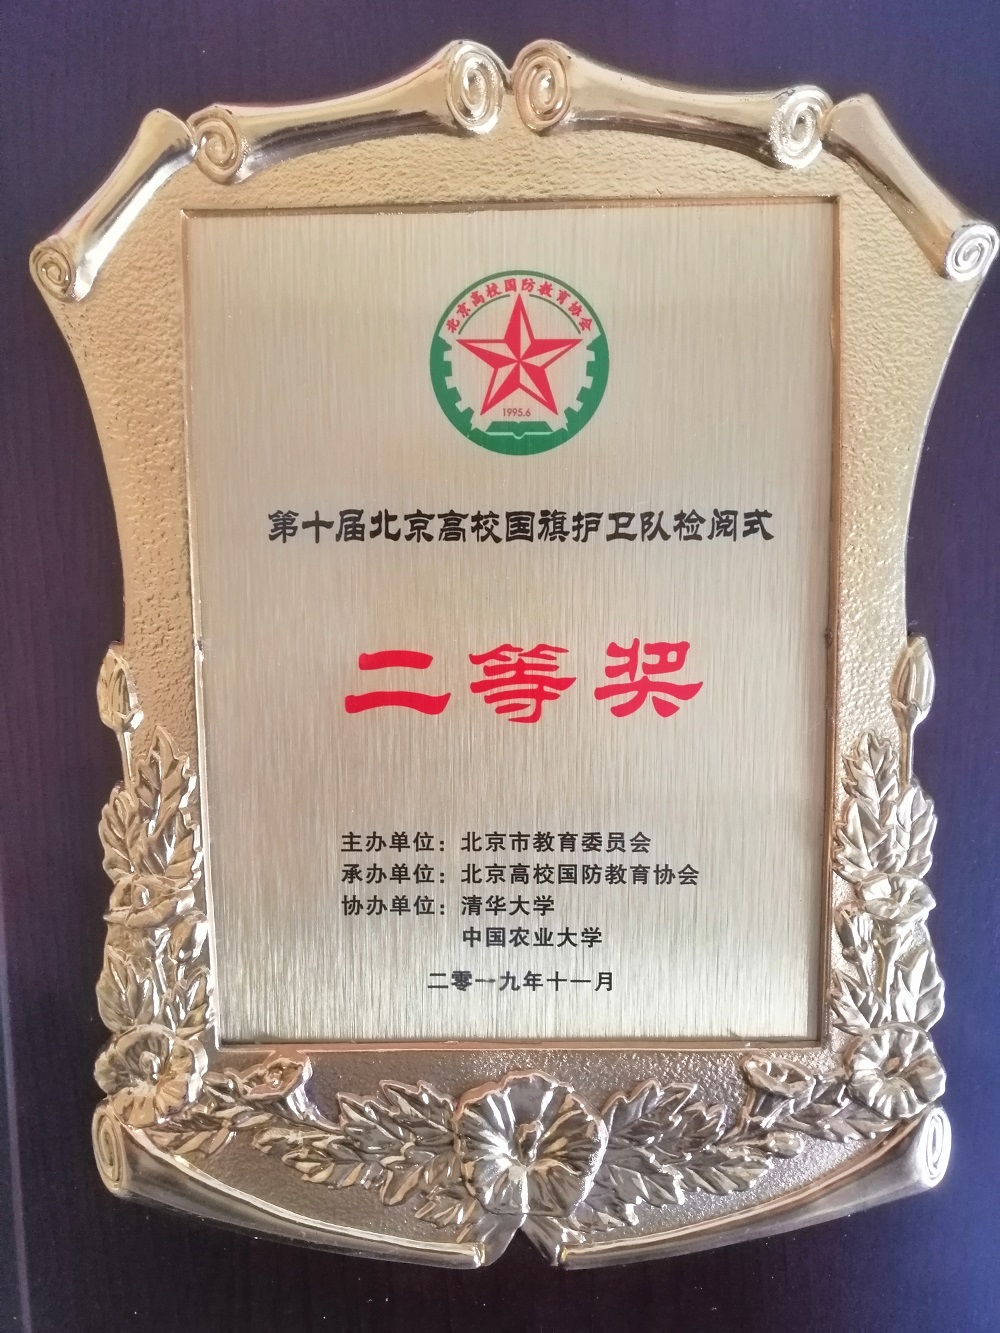 北京高校国防教育协会
1995.6
第十届北京高校国旗护卫队检阅式
二等奖
主办单位：北京市教育委员会
承办单位：北京高校国防教育协会
协办单位：清华大学
中国农业大学
二零一九年十一月